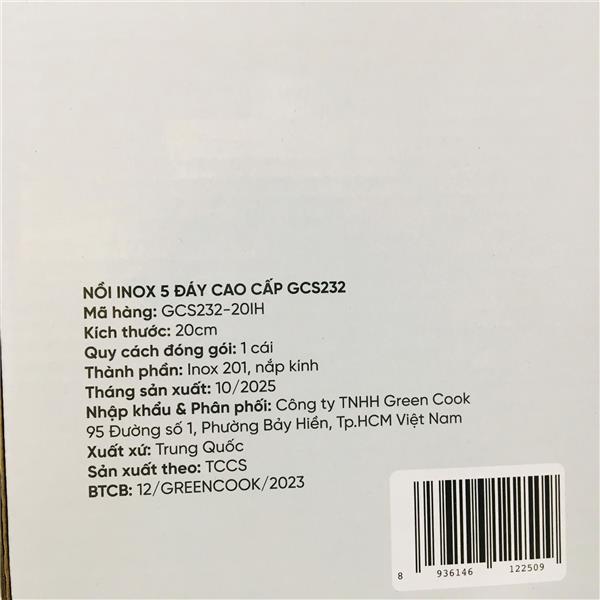 NỒI INOX 5 ĐÁY CAO CẤP GCS232
Mã hàng: GCS232-20IH
Kích thước: 20cm
Quy cách đóng gói: 1 cái
Thành phần: Inox 201, nắp kính
Tháng sản xuất: 10/2025
Nhập khẩu & Phân phối: Công ty TNHH Green Cook
95 Đường số 1, Phường Bảy Hiền, Tp.HCM Việt Nam
Xuất xứ: Trung Quốc
Sản xuất theo: TCCS
BTCB: 12/GREENCOOK/2023
8 936146 122509